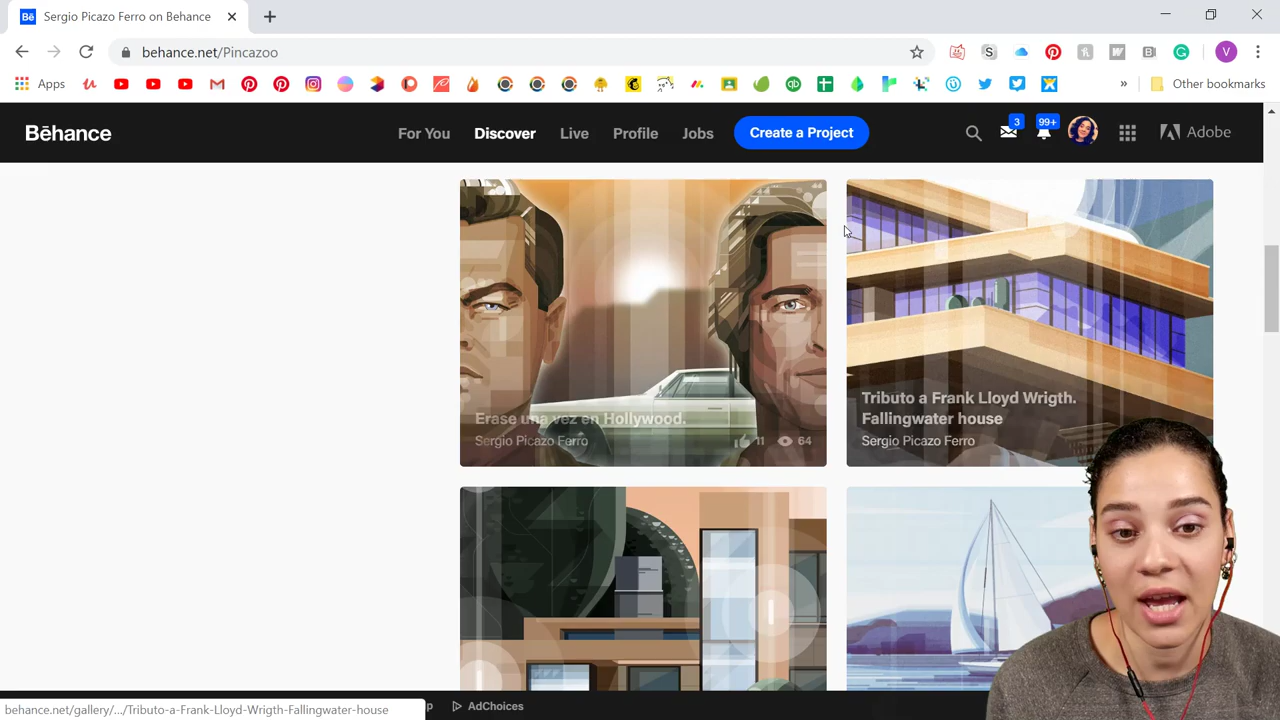 Bē Sergio Picazo Ferro on Behance
behance.net/Pincazoo
V
Apps
Other bookmarks
Bēhance
For You
Discover
Live
Profile
Jobs
Create a Project
3
99+
Adobe
Erase una vez en Hollywood.
Sergio Picazo Ferro
11
64
Tributo a Frank Lloyd Wrigth.
Fallingwater house
Sergio Picazo Ferro
behance.net/gallery/.../Tributo-a-Frank-Lloyd-Wrigth-Fallingwater-house
p
AdChoices